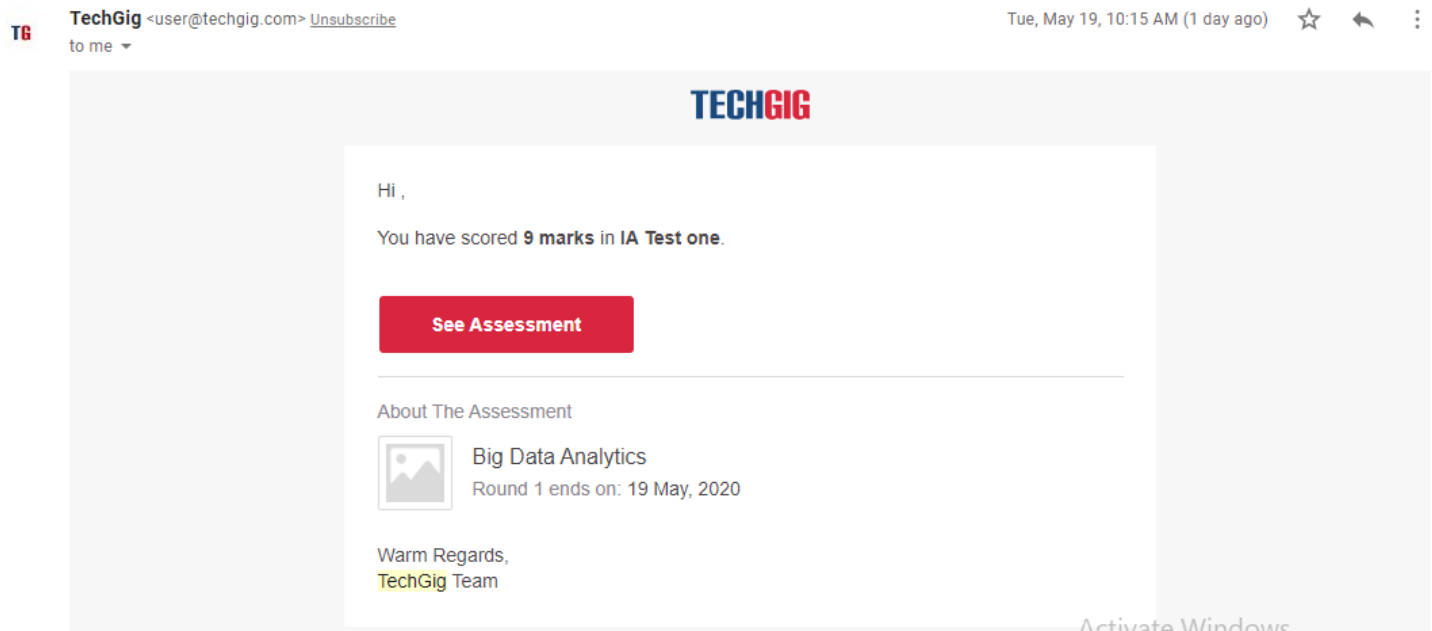 TG
TechGig <user@techgig.com> Unsubscribe
Tue, May 19, 10:15 AM (1 day ago)
to me
TECHGIG
Hi ,
You have scored 9 marks in IA Test one.
See Assessment
About The Assessment
Big Data Analytics
Round 1 ends on: 19 May, 2020
Warm Regards,
TechGig Team
Activate Windows